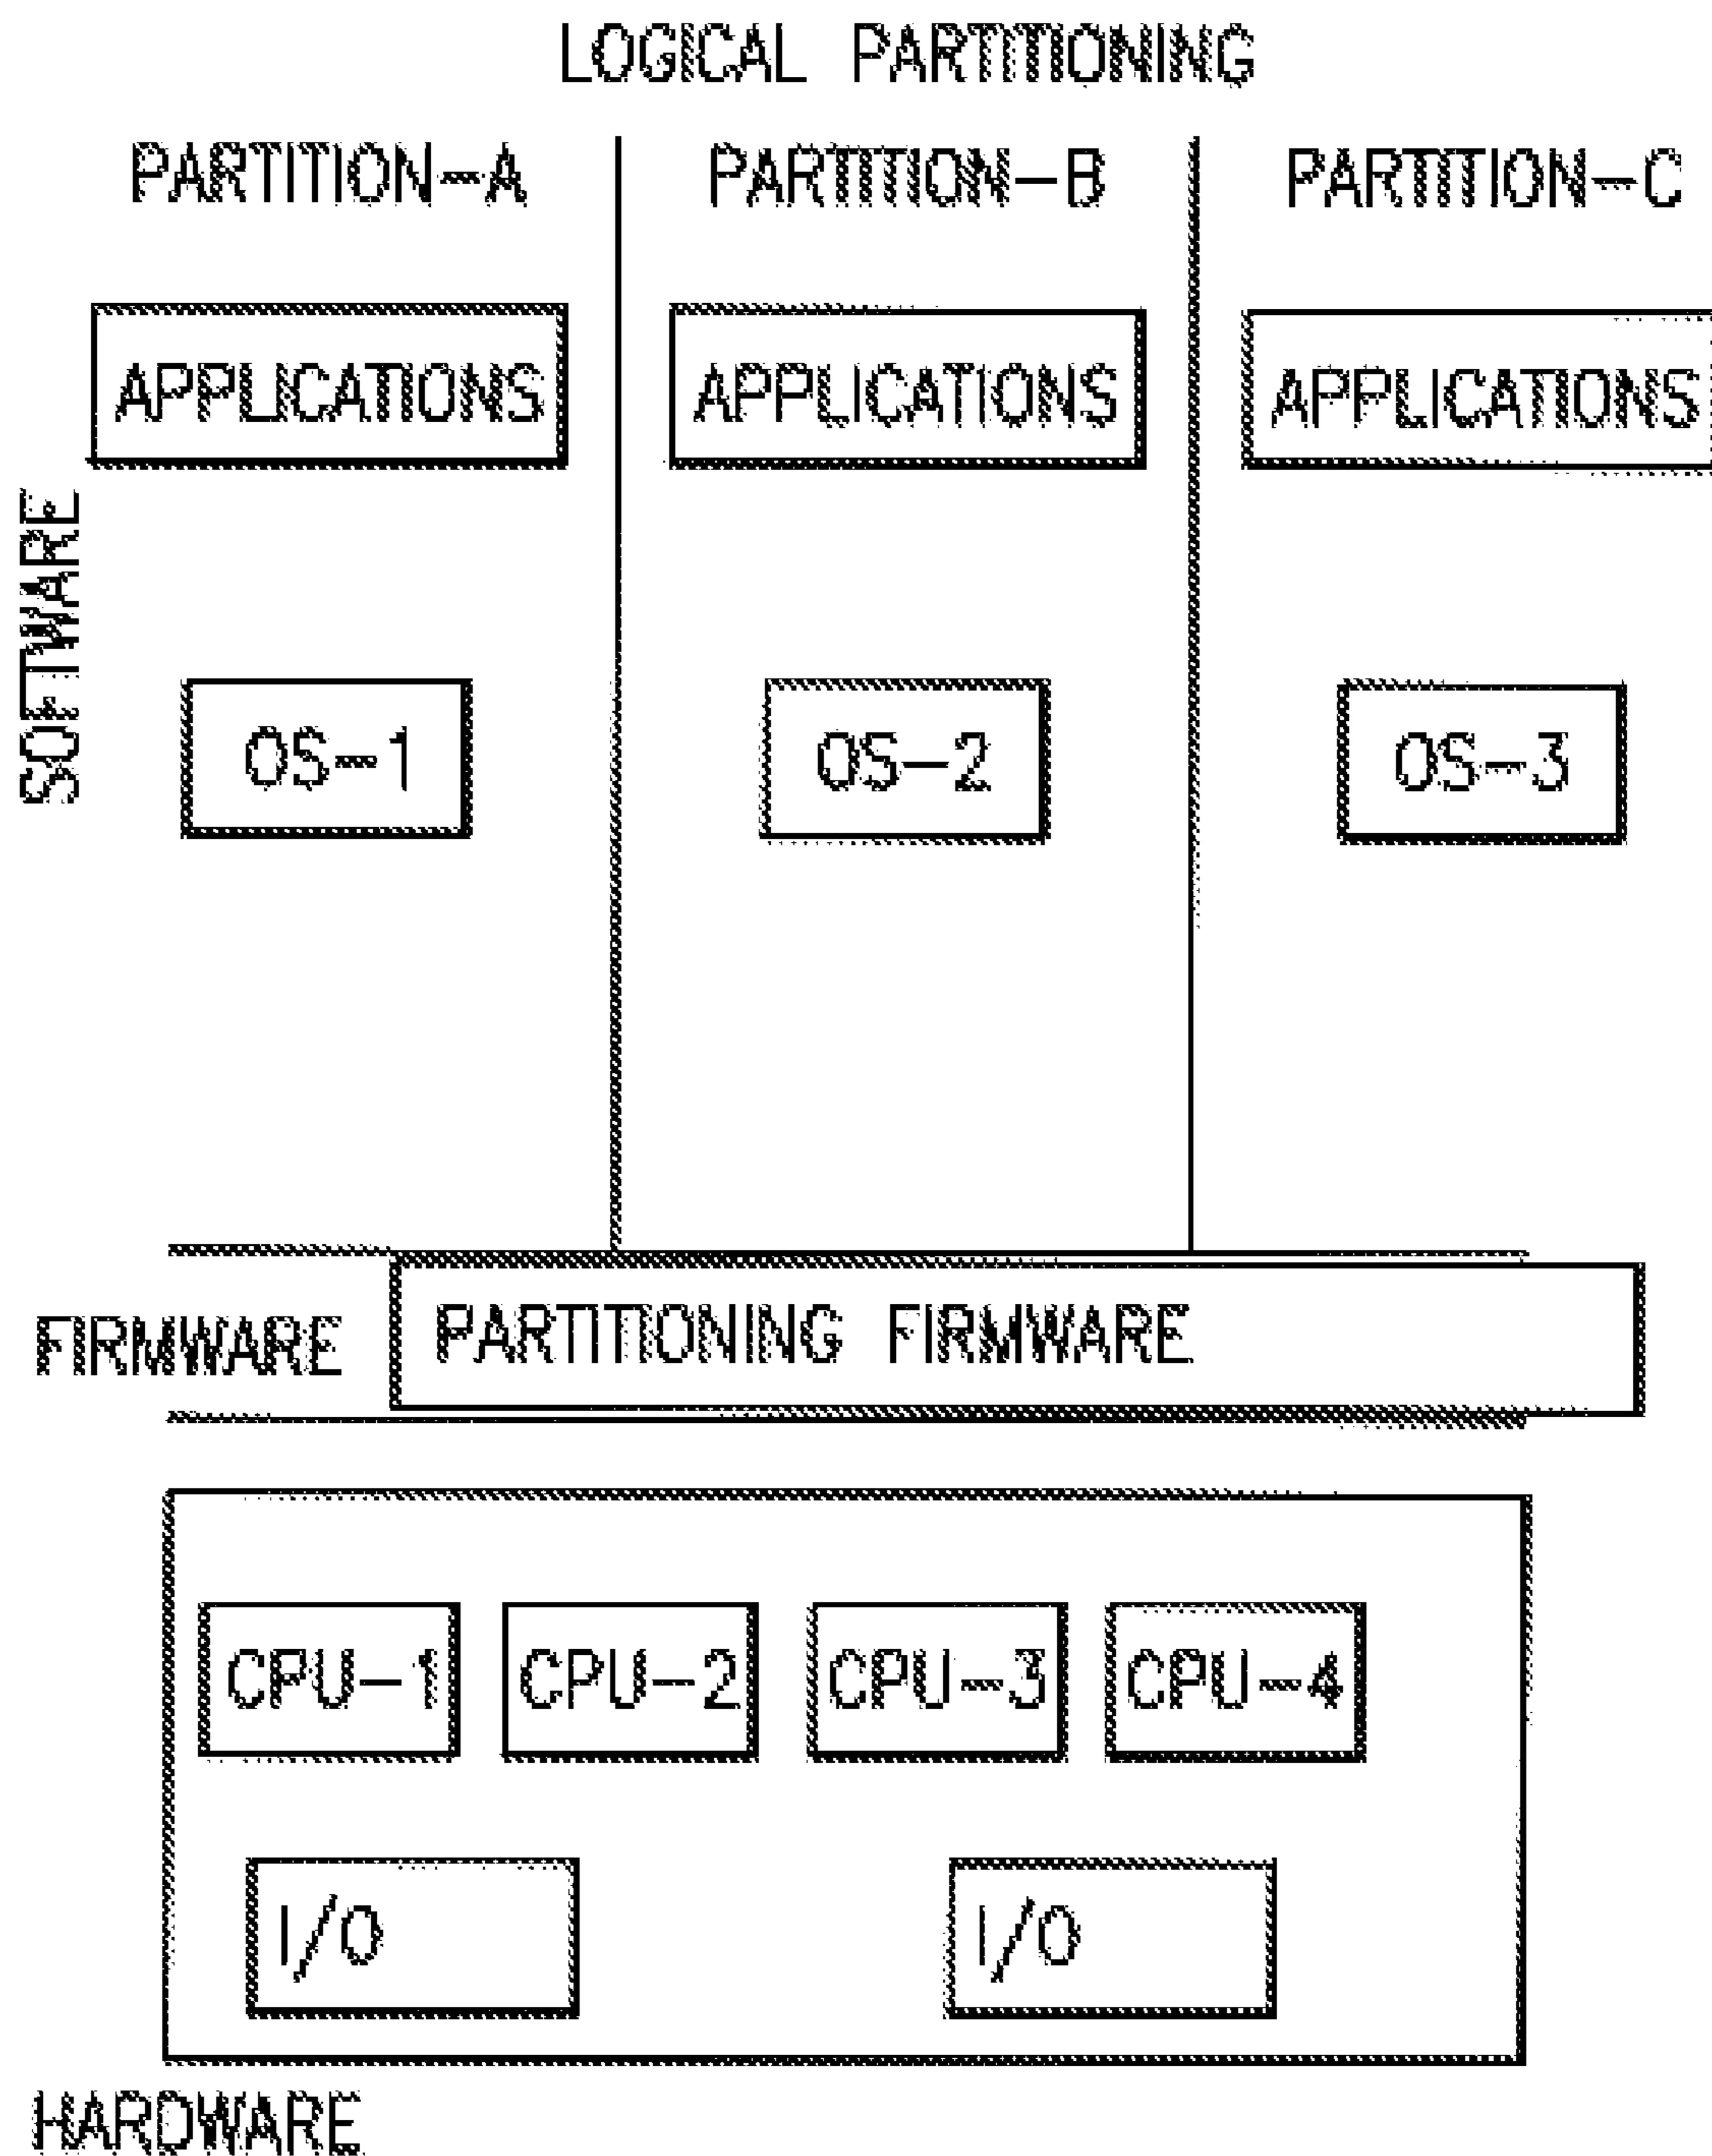 LOGICAL PARTITIONING
PARTITION-A
PARTITION-B
PARTITION-C
APPLICATIONS
APPLICATIONS
APPLICATIONS
SOFTWARE
OS-1
OS-2
OS-3
FIRMWARE
PARTITIONING FIRMWARE
CPU-1
CPU-2
CPU-3
CPU-4
I/O
I/O
HARDWARE